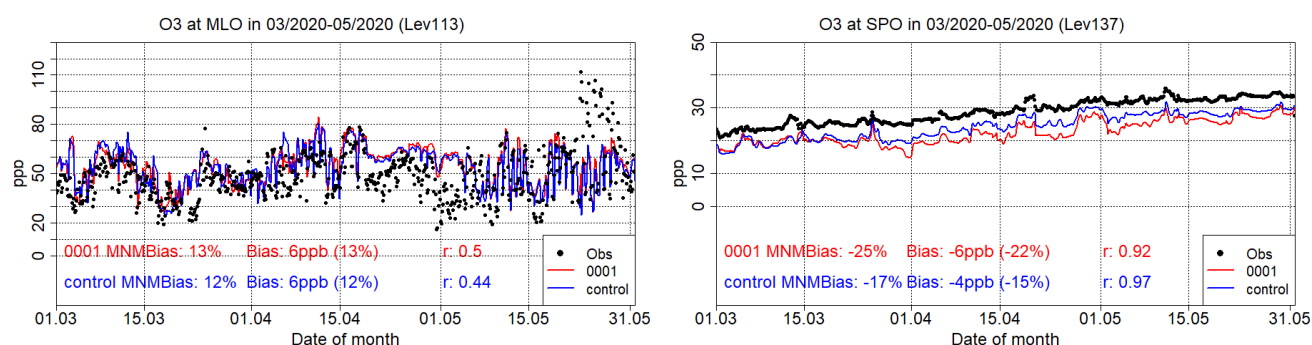 O3 at MLO in 03/2020-05/2020 (Lev113)
ppm
110
80
50
20
0
0001 MNMBias: 13% Bias: 6ppb (13%) r: 0.5
control MNMBias: 12% Bias: 6ppb (12%) r: 0.44
Obs
0001
control
01.03 15.03 01.04 15.04 01.05 15.05 31.05
Date of month
O3 at SPO in 03/2020-05/2020 (Lev137)
ppb
50
30
10
0
0001 MNMBias: -25% Bias: -6ppb (-22%) r: 0.92
control MNMBias: -17% Bias: -4ppb (-15%) r: 0.97
Obs
0001
control
01.03 15.03 01.04 15.04 01.05 15.05 31.05
Date of month